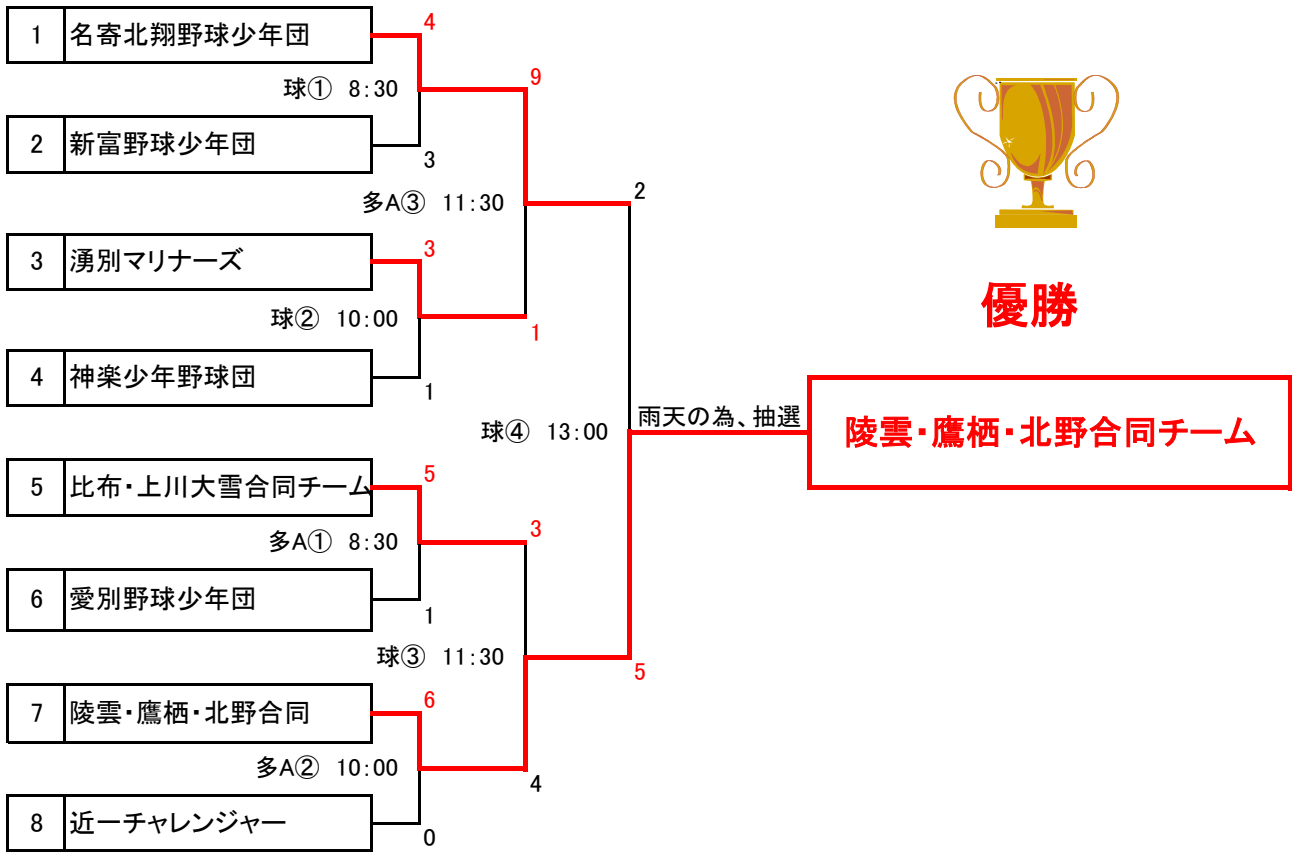 4
1 名寄北翔野球少年団
9
球① 8:30
2 新富野球少年団
3
2
多A③ 11:30
3
3 湧別マリナーズ
優勝
球② 10:00
1
4 神楽少年野球団
1
雨天の為、抽選
球④ 13:00
陵雲・鷹栖・北野合同チーム
5
5 比布・上川大雪合同チーム
3
多A① 8:30
6 愛別野球少年団
1
球③ 11:30
5
6
7 陵雲・鷹栖・北野合同
多A② 10:00
4
8 近一チャレンジャー
0